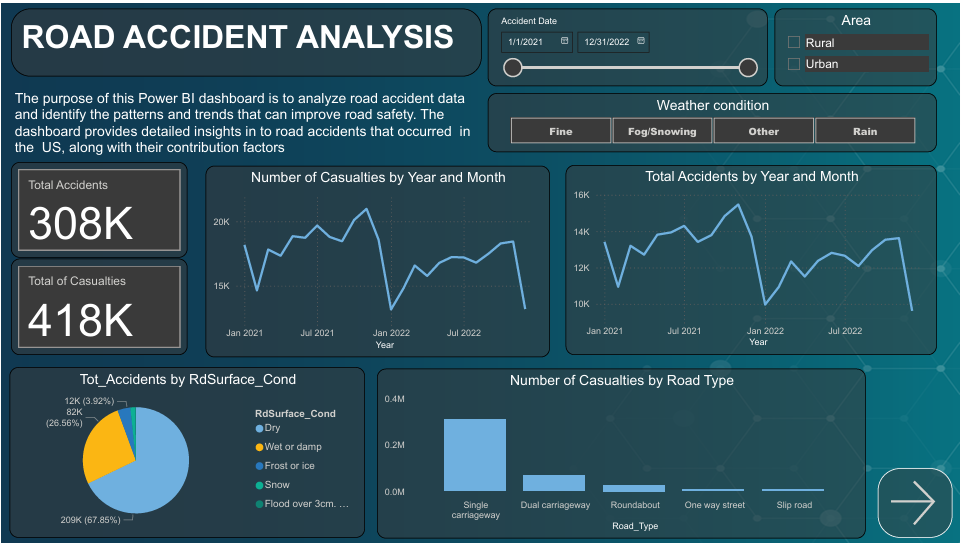 ROAD ACCIDENT ANALYSIS
The purpose of this Power BI dashboard is to analyze road accident data
and identify the patterns and trends that can improve road safety. The
dashboard provides detailed insights in to road accidents that occurred in
the US, along with their contribution factors
Accident Date
1/1/2021
12/31/2022
Area
Rural
Urban
Weather condition
Fine
Fog/Snowing
Other
Rain
Total Accidents
308K
Total of Casualties
418K
Number of Casualties by Year and Month
20K
15K
Jan 2021
Jul 2021
Jan 2022
Jul 2022
Year
Total Accidents by Year and Month
16K
14K
12K
10K
Jan 2021
Jul 2021
Jan 2022
Jul 2022
Year
Tot_Accidents by RdSurface_Cond
12K (3.92%)
82K
(26.56%)
209K (67.85%)
RdSurface_Cond
Dry
Wet or damp
Frost or ice
Snow
Flood over 3cm. …
Number of Casualties by Road Type
0.4M
0.2M
0.0M
Single
carriageway
Dual carriageway
Roundabout
One way street
Slip road
Road_Type